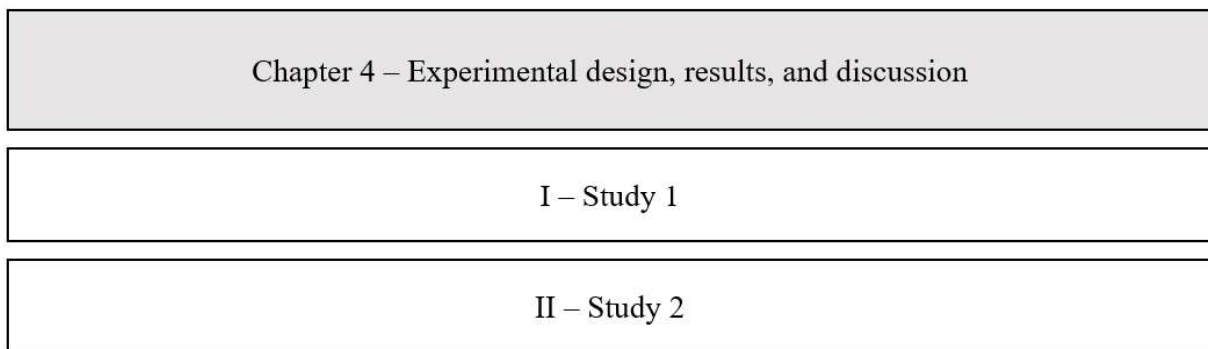 Chapter 4 – Experimental design, results, and discussion
I – Study 1
II – Study 2